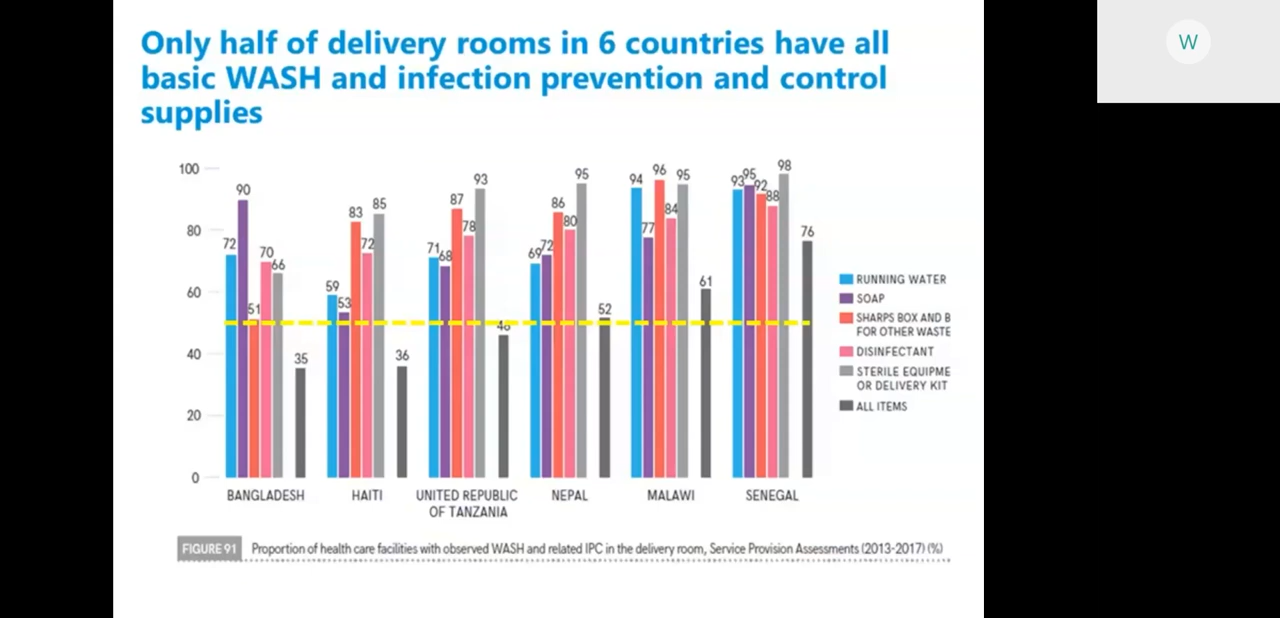 Only half of delivery rooms in 6 countries have all
basic WASH and infection prevention and control
supplies
W
100
80
60
40
20
0
72
90
51
70
66
35
59
53
83
72
85
36
71
68
87
78
93
46
69
72
86
80
95
52
94
77
96
84
95
61
93
95
92
88
98
76
BANGLADESH
HAITI
UNITED REPUBLIC
OF TANZANIA
NEPAL
MALAWI
SENEGAL
RUNNING WATER
SOAP
SHARPS BOX AND B
FOR OTHER WASTE
DISINFECTANT
STERILE EQUIPME
OR DELIVERY KIT
ALL ITEMS
FIGURE 91 Proportion of health care facilities with observed WASH and related IPC in the delivery room, Service Provision Assessments (2013-2017) (%)